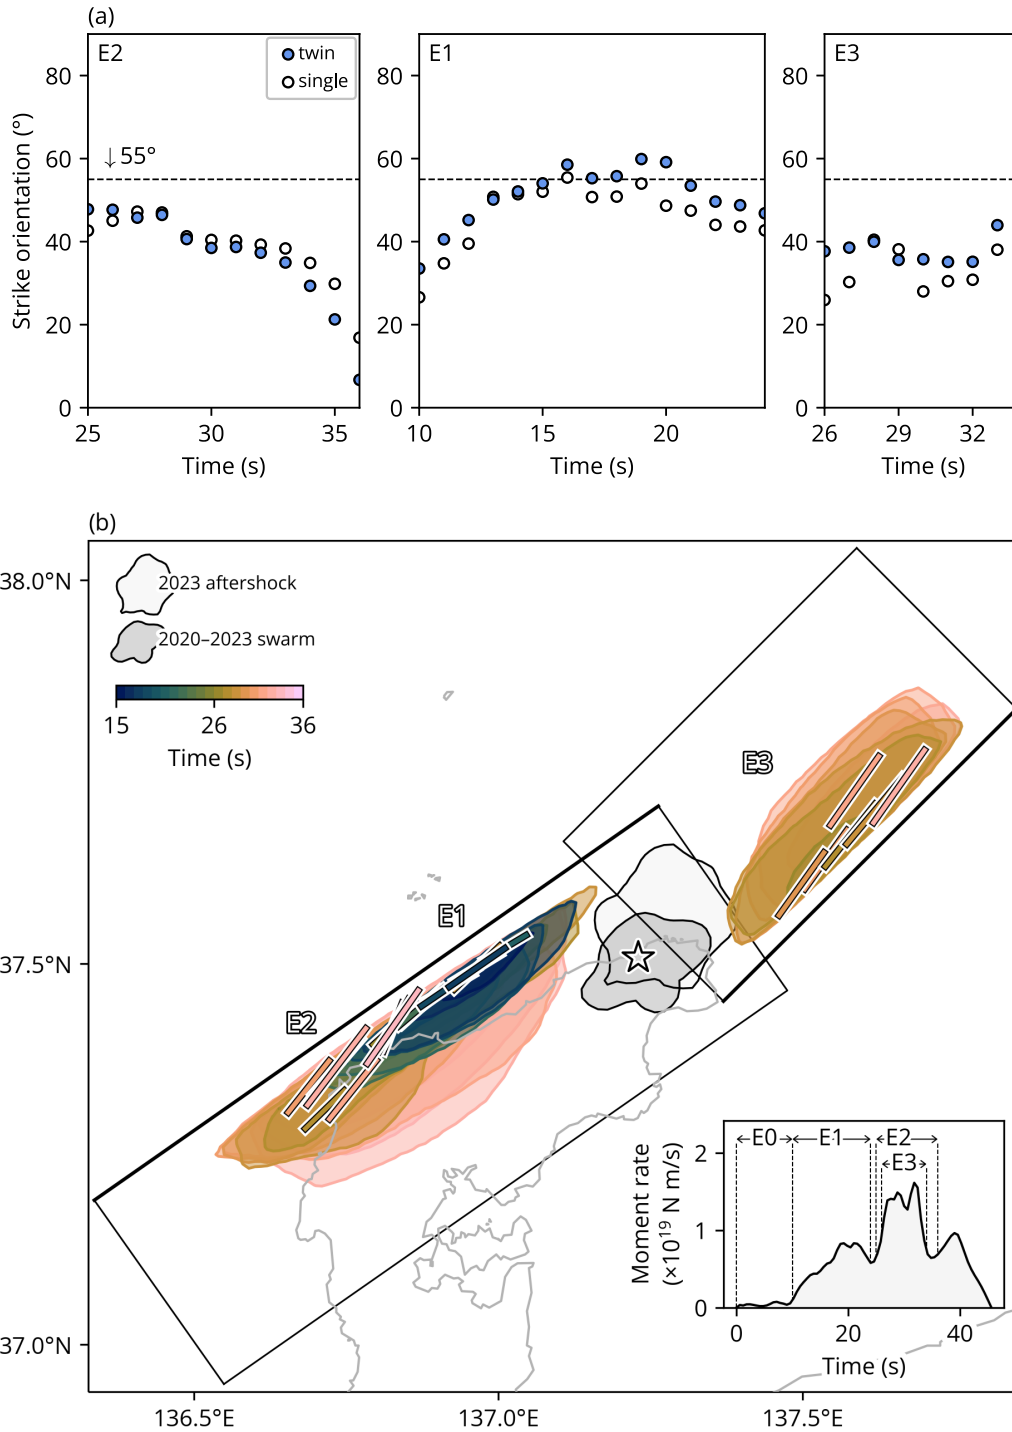 (a)
E2
twin
single
E1
E3
80
60
40
20
0
↓55°
Strike orientation (°)
25
30
35
Time (s)
80
60
40
20
0
10
15
20
Time (s)
80
60
40
20
0
26
29
32
Time (s)
(b)
38.0°N
37.5°N
37.0°N
2023 aftershock
2020–2023 swarm
15
26
36
Time (s)
E3
E1
E2
E0
E1
E2
E3
2
1
0
Moment rate
(×10¹⁹ N m/s)
0
20
40
Time (s)
136.5°E
137.0°E
137.5°E